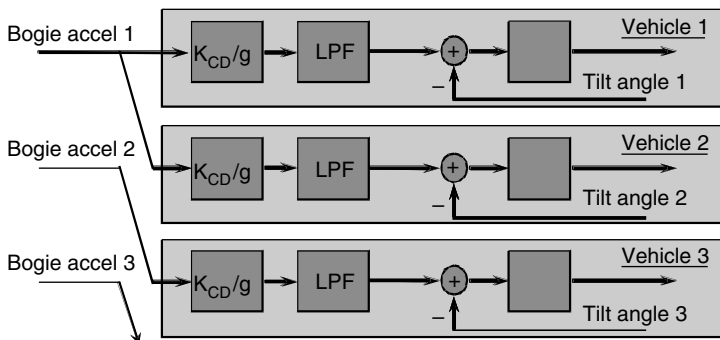 Bogie accel 1
K_CD/g
LPF
+
−
Vehicle 1
Tilt angle 1
Bogie accel 2
K_CD/g
LPF
+
−
Vehicle 2
Tilt angle 2
Bogie accel 3
K_CD/g
LPF
+
−
Vehicle 3
Tilt angle 3